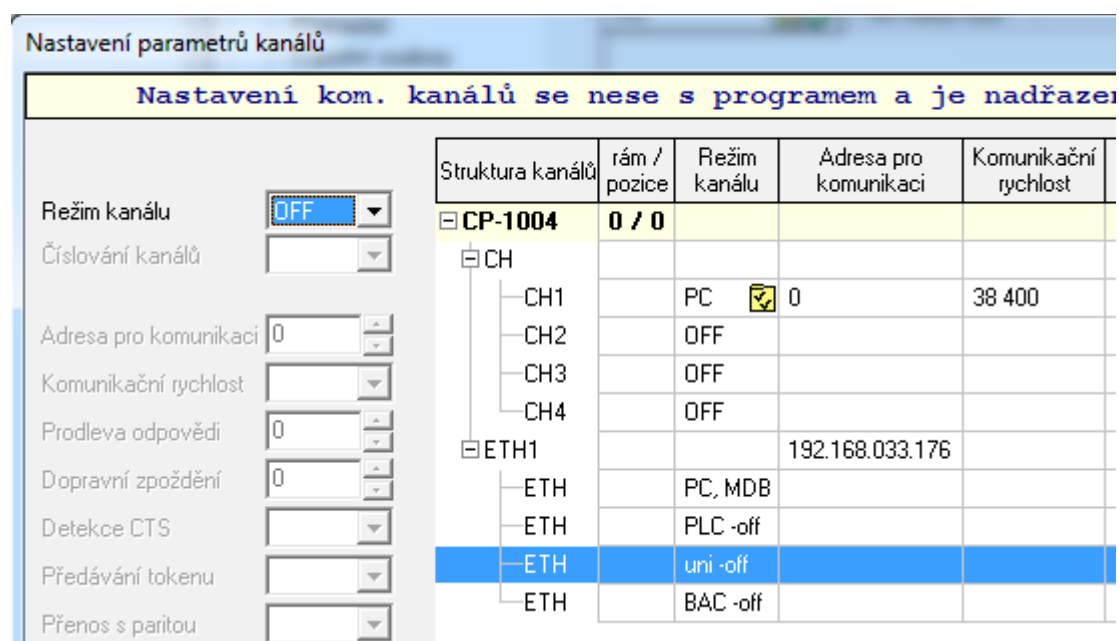 Nastavení parametrů kanálů
Nastavení kom. kanálů se nese s programem a je
Režim kanálu OFF
Číslování kanálů
Adresa pro komunikaci 0
Komunikační rychlost
Prodleva odpovědi 0
Dopravní zpoždění 0
Detekce CTS
Předávání tokenu
Přenos s paritou
Struktura kanálů rám / pozice Režim kanálu Adresa pro komunikaci Komunikační rychlost
CP-1004 0 / 0
CH
CH1 PC 0 38 400
CH2 OFF
CH3 OFF
CH4 OFF
ETH1 192.168.033.176
ETH PC, MDB
ETH PLC -off
ETH uni -off
ETH BAC -off